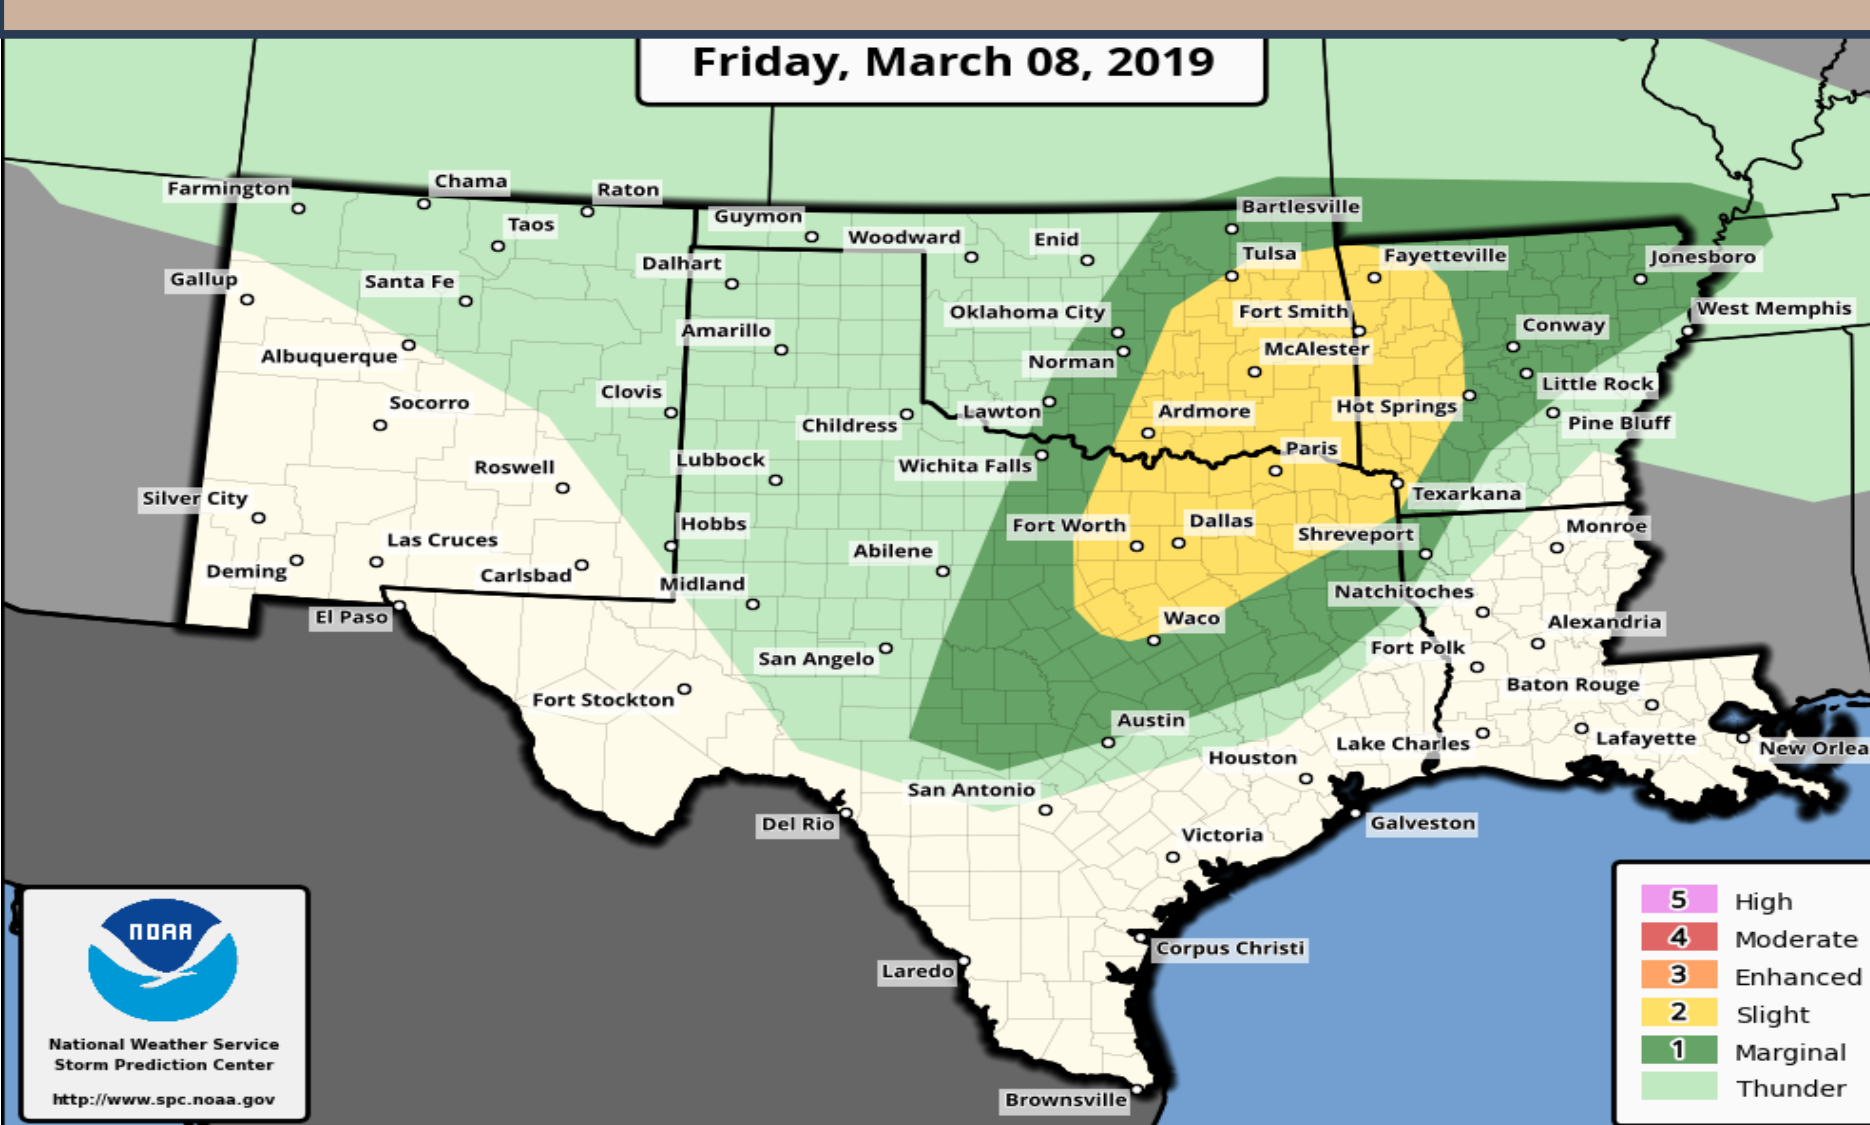 Friday, March 08, 2019
Farmington
Chama
Raton
Taos
Guymon
Woodward
Enid
Bartlesville
Gallup
Santa Fe
Dalhart
Tulsa
Fayetteville
Jonesboro
Amarillo
Oklahoma City
Fort Smith
West Memphis
Albuquerque
Norman
McAlester
Conway
Socorro
Clovis
Childress
Lawton
Ardmore
Hot Springs
Little Rock
Pine Bluff
Roswell
Lubbock
Wichita Falls
Paris
Texarkana
Silver City
Hobbs
Fort Worth
Dallas
Shreveport
Monroe
Las Cruces
Deming
Carlsbad
Midland
Abilene
Natchitoches
El Paso
San Angelo
Waco
Alexandria
Fort Polk
Fort Stockton
Austin
Baton Rouge
Houston
Lake Charles
Lafayette
New Orlea
San Antonio
Del Rio
Galveston
Victoria
Corpus Christi
Laredo
Brownsville
NOAA
National Weather Service
Storm Prediction Center
http://www.spc.noaa.gov
5 High
4 Moderate
3 Enhanced
2 Slight
1 Marginal
Thunder